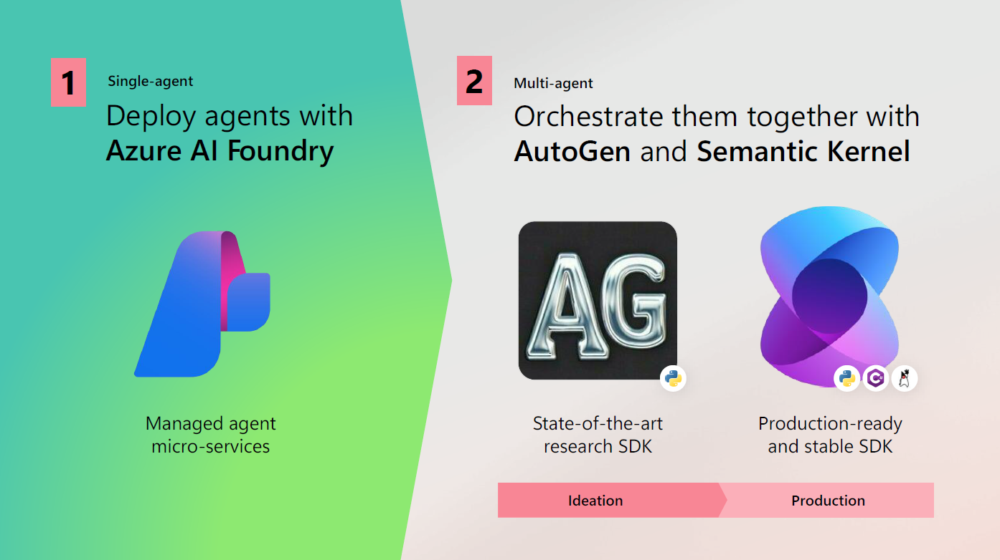 1
Single-agent
Deploy agents with
Azure AI Foundry
Managed agent
micro-services
2
Multi-agent
Orchestrate them together with
AutoGen and Semantic Kernel
AG
C#
State-of-the-art
research SDK
Production-ready
and stable SDK
Ideation
Production